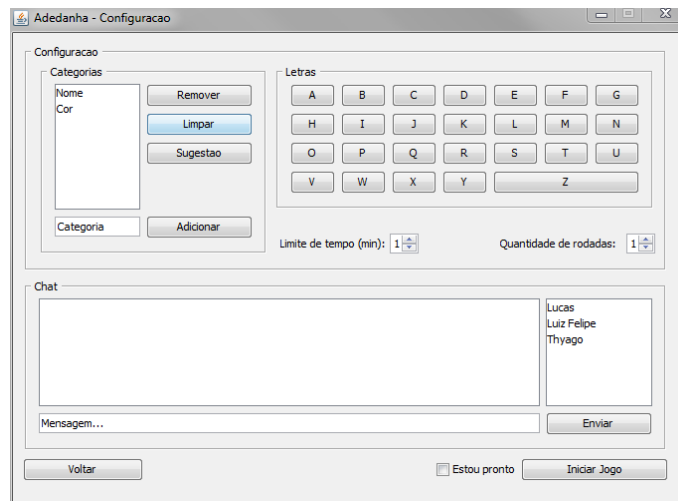 Adedanha - Configuracao
Configuracao
Categorias
Nome
Cor
Remover
Limpar
Sugestao
Categoria
Adicionar
Letras
A B C D E F G
H I J K L M N
O P Q R S T U
V W X Y Z
Limite de tempo (min): 1
Quantidade de rodadas: 1
Chat
Lucas
Luiz Felipe
Thyago
Mensagem...
Enviar
Voltar
Estou pronto
Iniciar Jogo